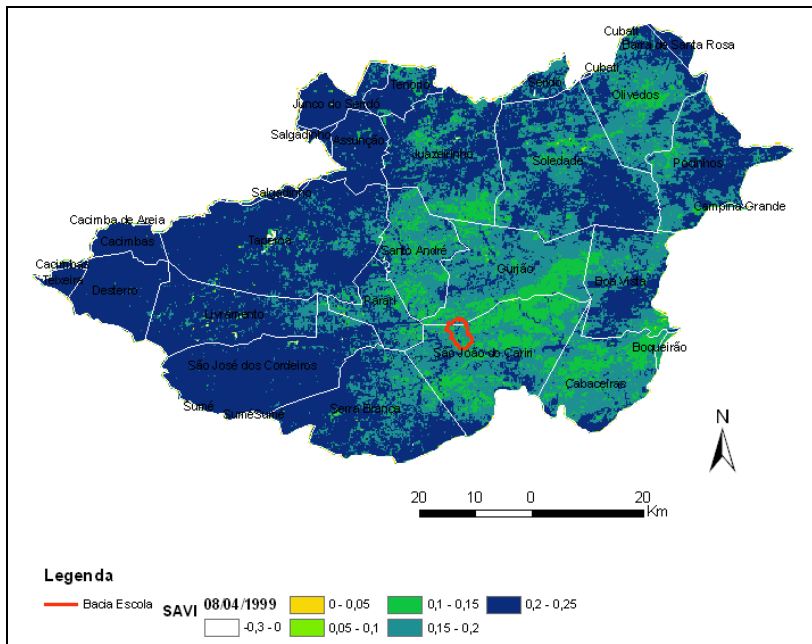 Cubati
Barra de Santa Rosa
Cubati
Tenório
Seridó
Olivedos
Junco do Seridó
Salgadinho
Assunção
Juazeirinho
Soledade
Pocinhos
Salgadinho
Campina Grande
Cacimba de Areia
Cacimbas
Taperoá
Santo André
Gurjão
Cacimbas
Teixeira
Desterro
Boa Vista
Parari
Livramento
São João do Cariri
Boqueirão
São José dos Cordeiros
Cabaceiras
Sumé
SuméSumé
Serra Branca
N
20 10 0 20
Km
Legenda
Bacia Escola
SAVI 08/04/1999
-0,3 - 0
0 - 0,05
0,05 - 0,1
0,1 - 0,15
0,15 - 0,2
0,2 - 0,25